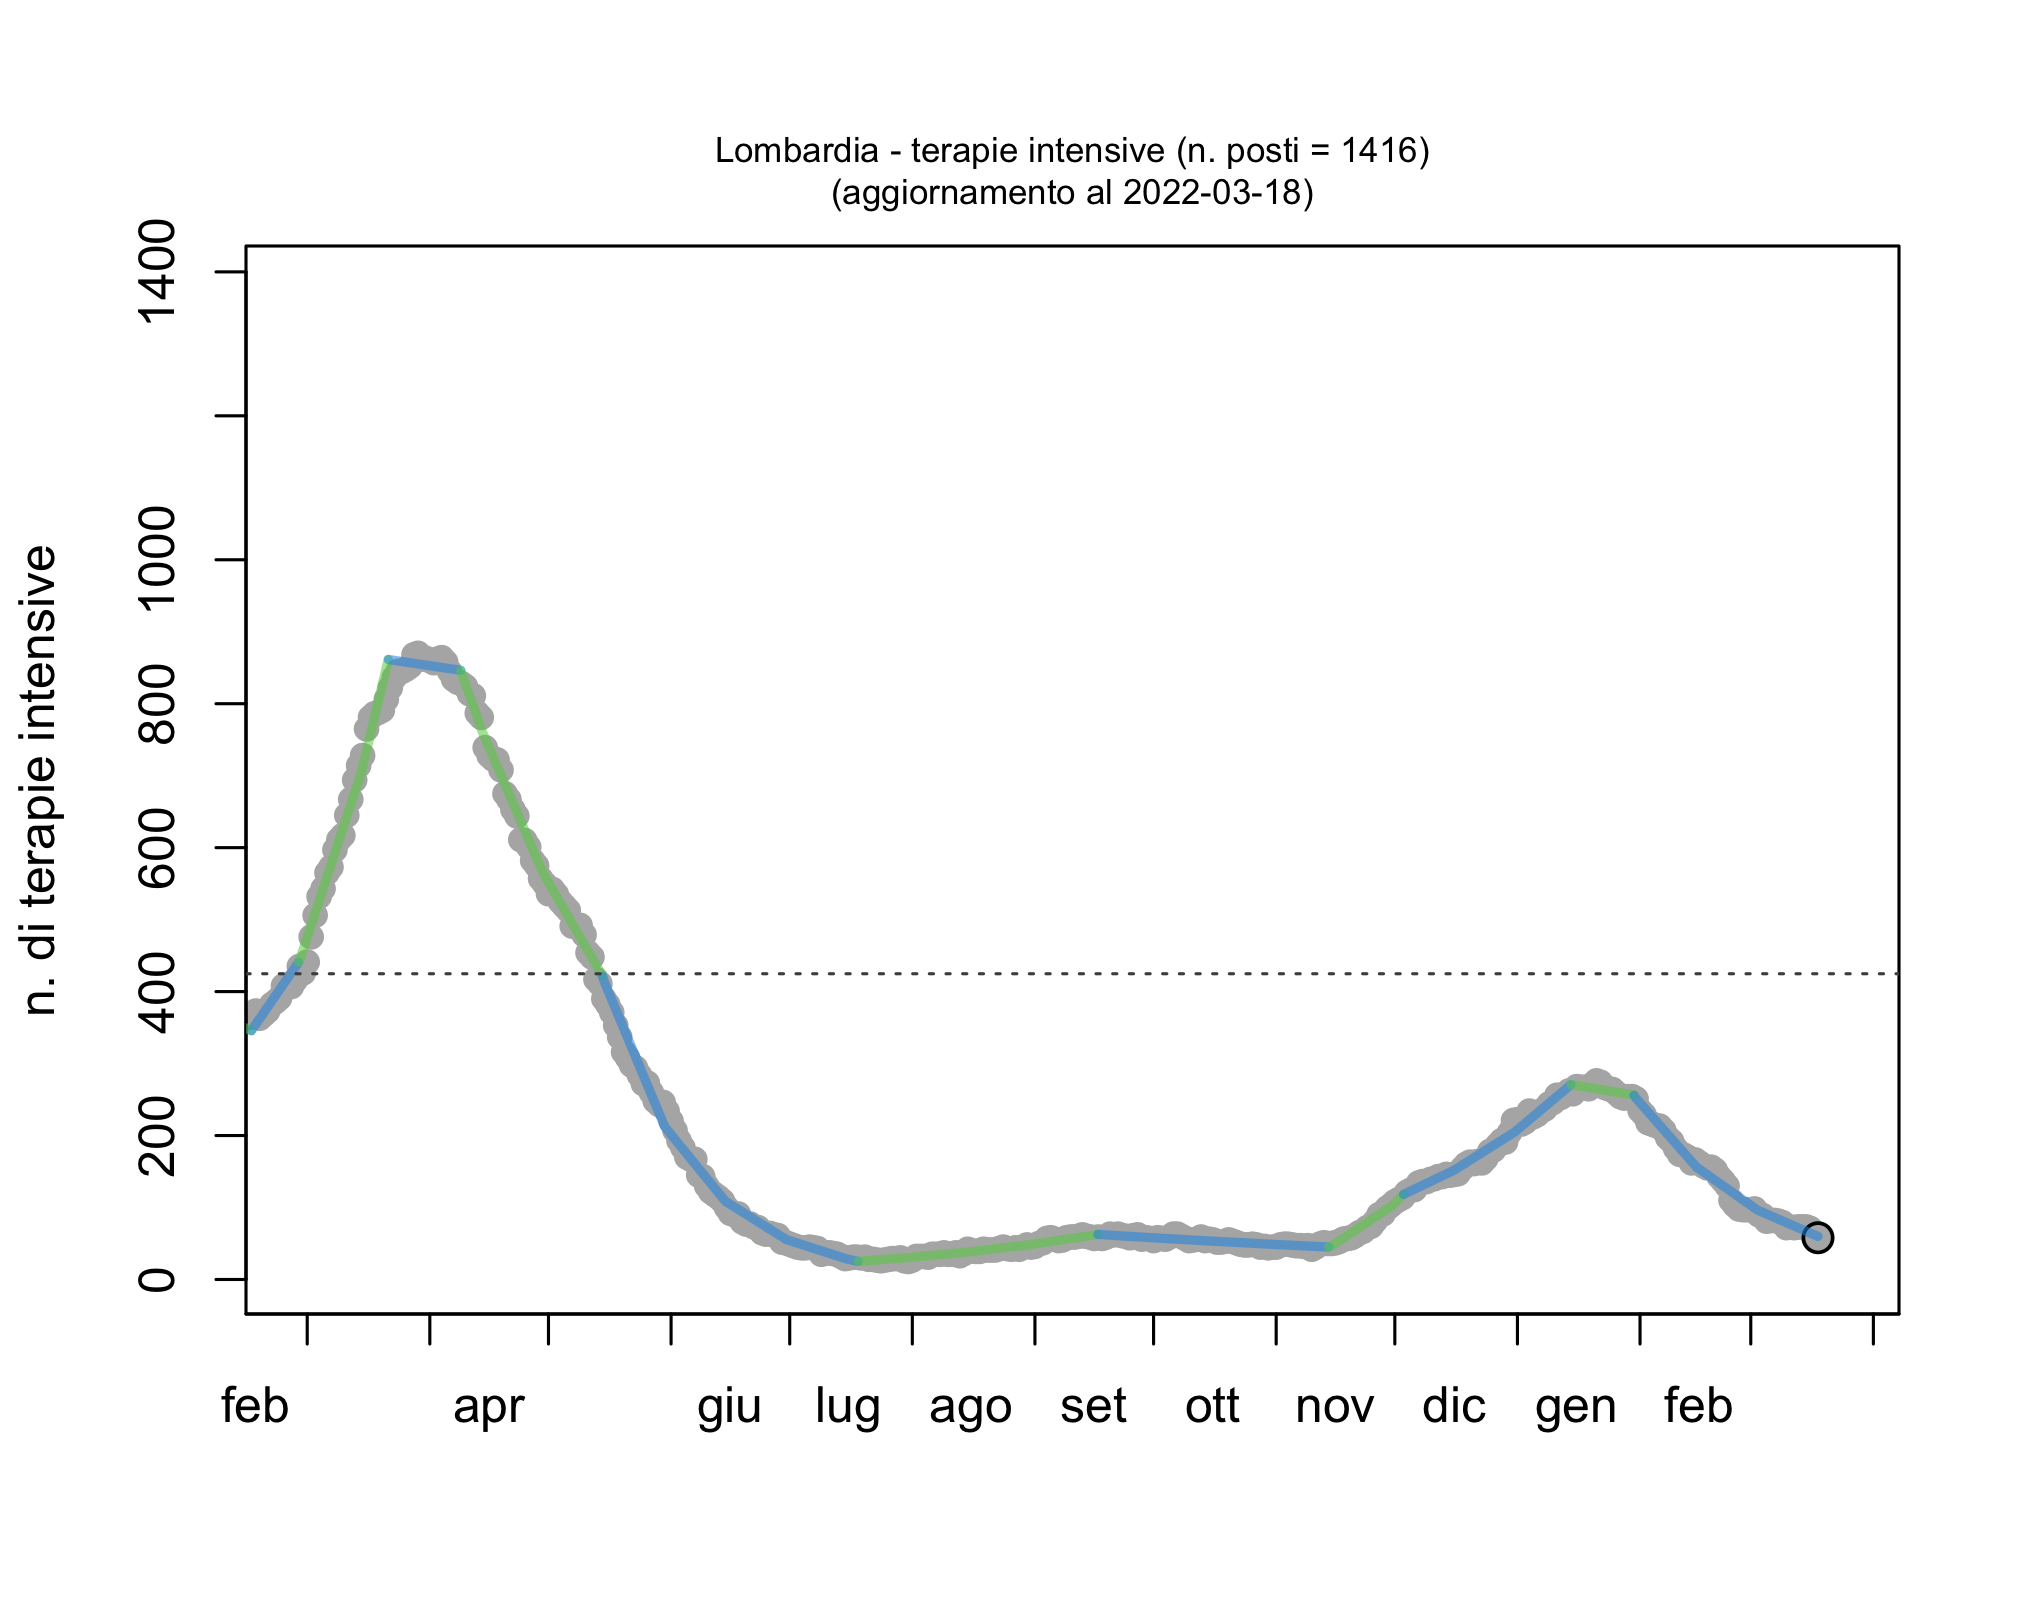 Lombardia - terapie intensive (n. posti = 1416)
(aggiornamento al 2022-03-18)
n. di terapie intensive
1400
1000
800
600
400
200
0
feb apr giu lug ago set ott nov dic gen feb